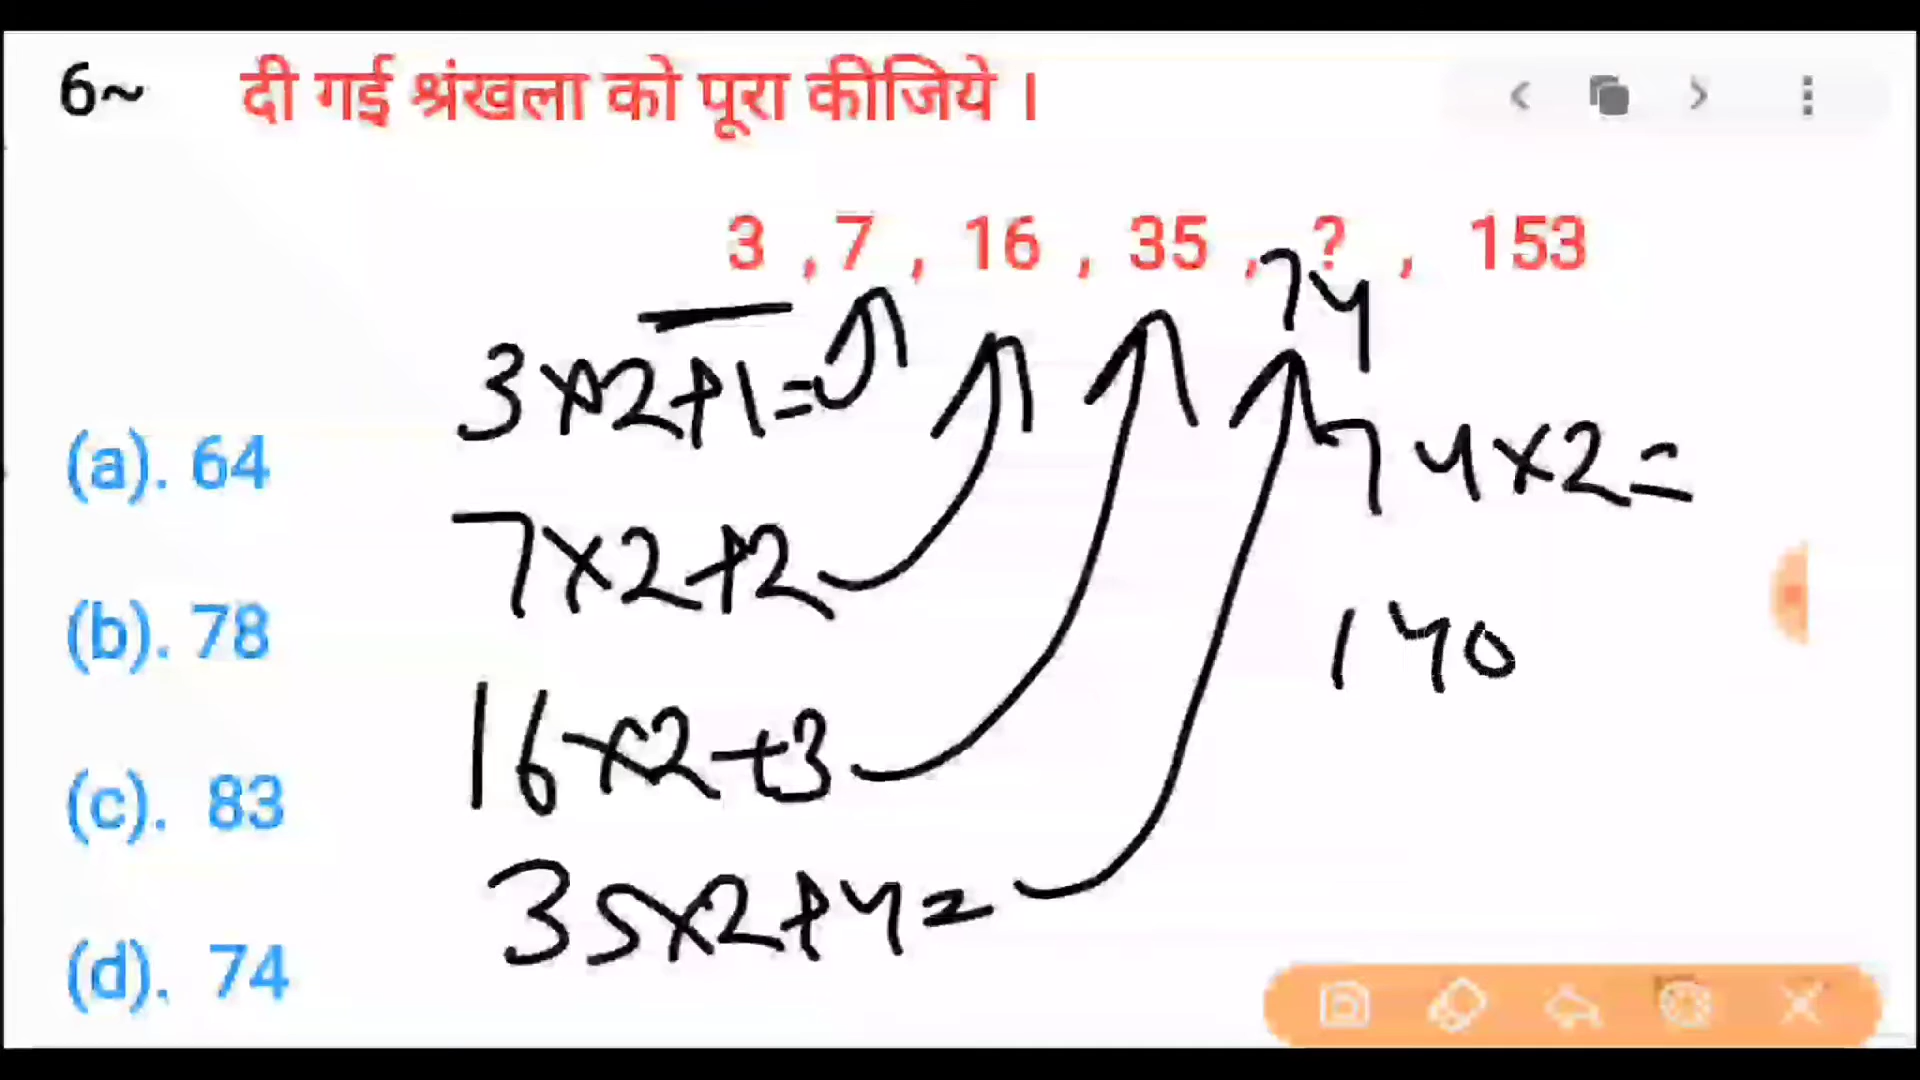 6~ दी गई श्रंखला को पूरा कीजिये ।
3 , 7 , 16 , 35 , ? , 153
74
3×2+1=
(a). 64
74×2=
7×2+2
(b). 78
140
16×2+3
(c). 83
35×2+4=
(d). 74